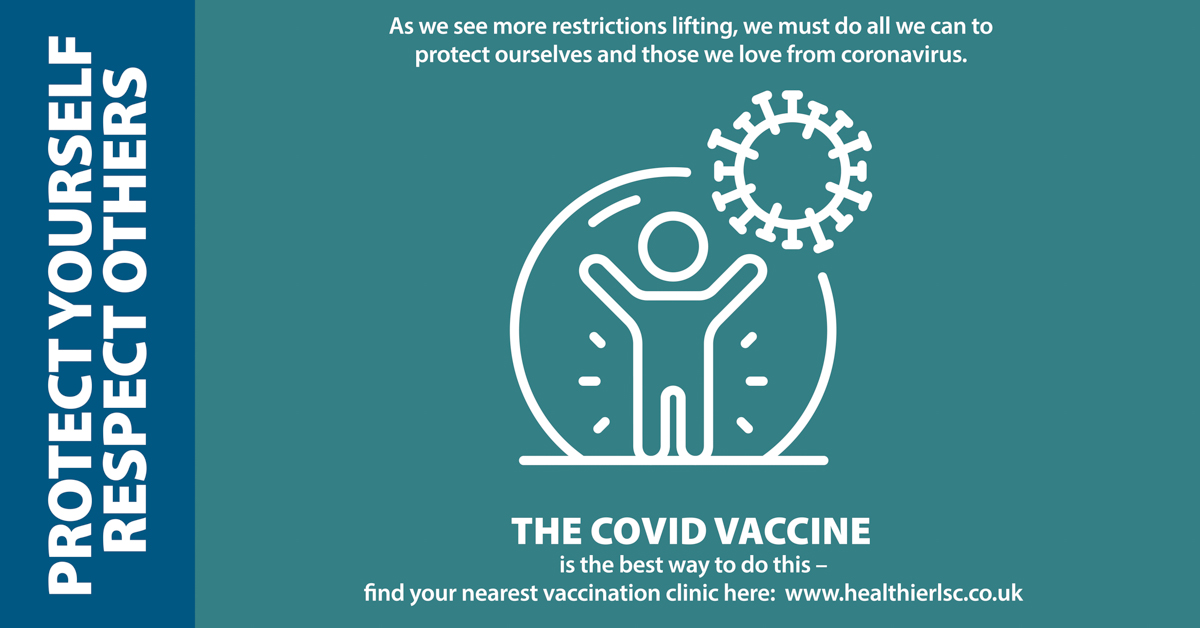 PROTECT YOURSELF
RESPECT OTHERS
As we see more restrictions lifting, we must do all we can to
protect ourselves and those we love from coronavirus.
THE COVID VACCINE
is the best way to do this –
find your nearest vaccination clinic here: www.healthierlsc.co.uk